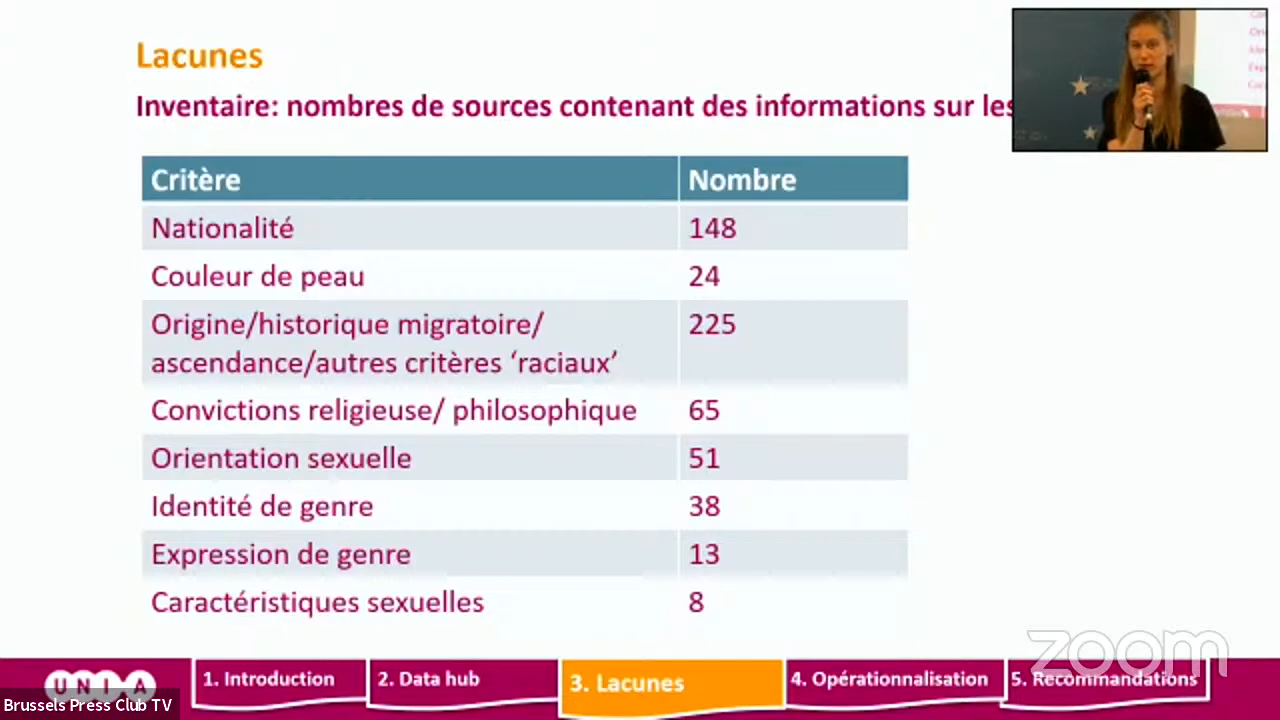 Lacunes
Inventaire: nombres de sources contenant des informations sur les
Critère Nombre
Nationalité 148
Couleur de peau 24
Origine/historique migratoire/ 225
ascendance/autres critères ‘raciaux’
Convictions religieuse/ philosophique 65
Orientation sexuelle 51
Identité de genre 38
Expression de genre 13
Caractéristiques sexuelles 8
zoom
UNIA 1. Introduction 2. Data hub 3. Lacunes 4. Opérationnalisation 5. Recommandations
Brussels Press Club TV